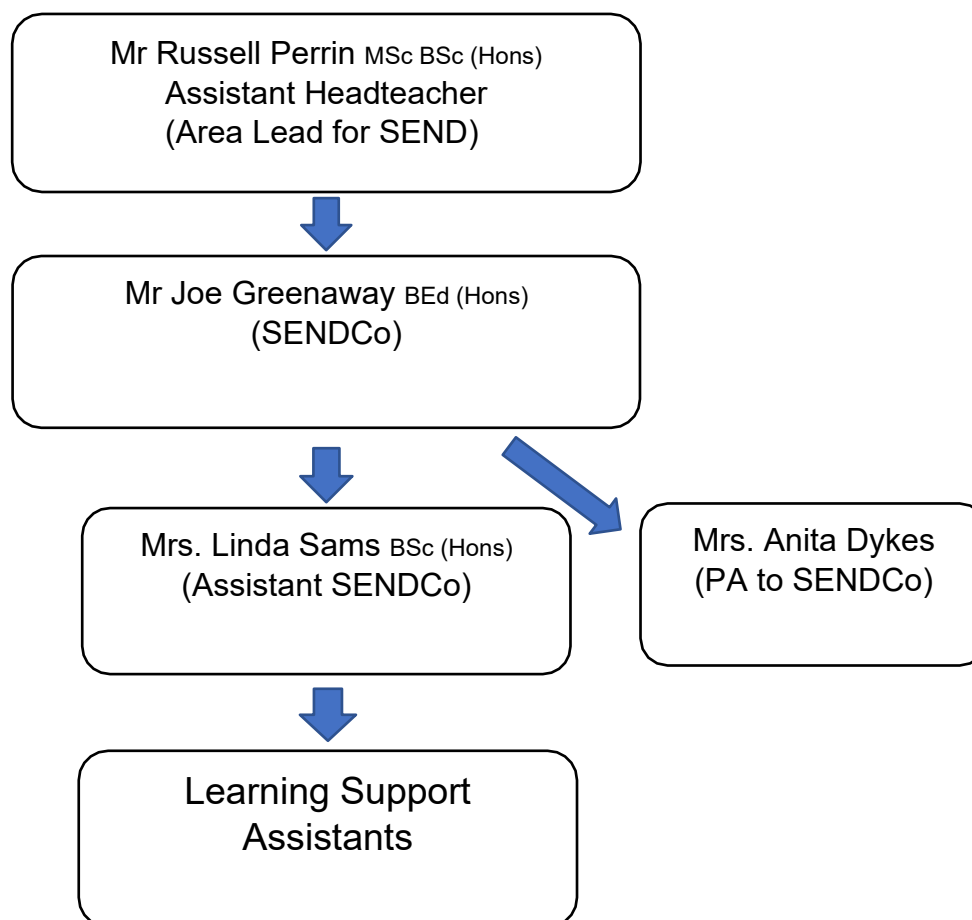 Mr Russell Perrin MSc BSc (Hons)
Assistant Headteacher
(Area Lead for SEND)
Mr Joe Greenaway BEd (Hons)
(SENDCo)
Mrs. Linda Sams BSc (Hons)
(Assistant SENDCo)
Mrs. Anita Dykes
(PA to SENDCo)
Learning Support
Assistants